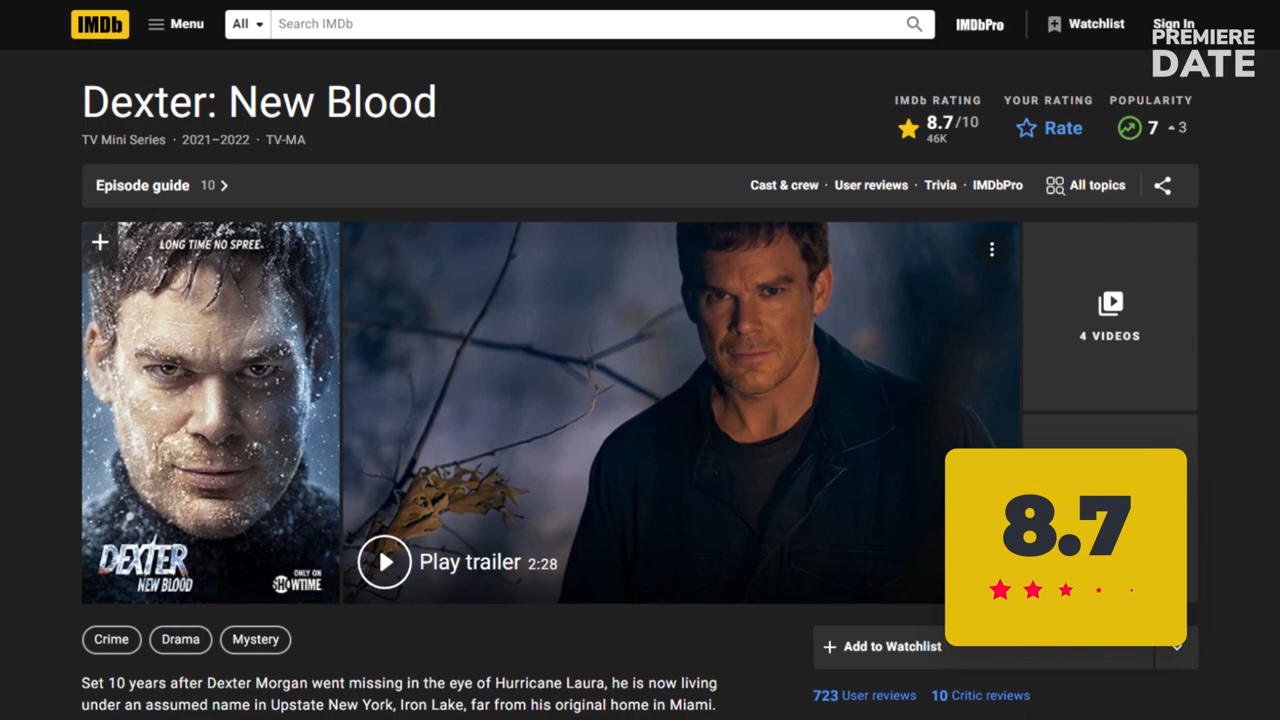 IMDb
Menu
All
Search IMDb
IMDbPro
Watchlist
Sign In
PREMIERE
DATE
Dexter: New Blood
TV Mini Series · 2021–2022 · TV-MA
IMDb RATING
8.7/10
46K
YOUR RATING
Rate
POPULARITY
7
3
Episode guide 10
Cast & crew · User reviews · Trivia · IMDbPro
All topics
LONG TIME NO SPREE.
DEXTER
NEW BLOOD
ONLY ON
SHOWTIME
Play trailer 2:28
4 VIDEOS
8.7
Crime
Drama
Mystery
Add to Watchlist
Set 10 years after Dexter Morgan went missing in the eye of Hurricane Laura, he is now living
under an assumed name in Upstate New York, Iron Lake, far from his original home in Miami.
723 User reviews
10 Critic reviews